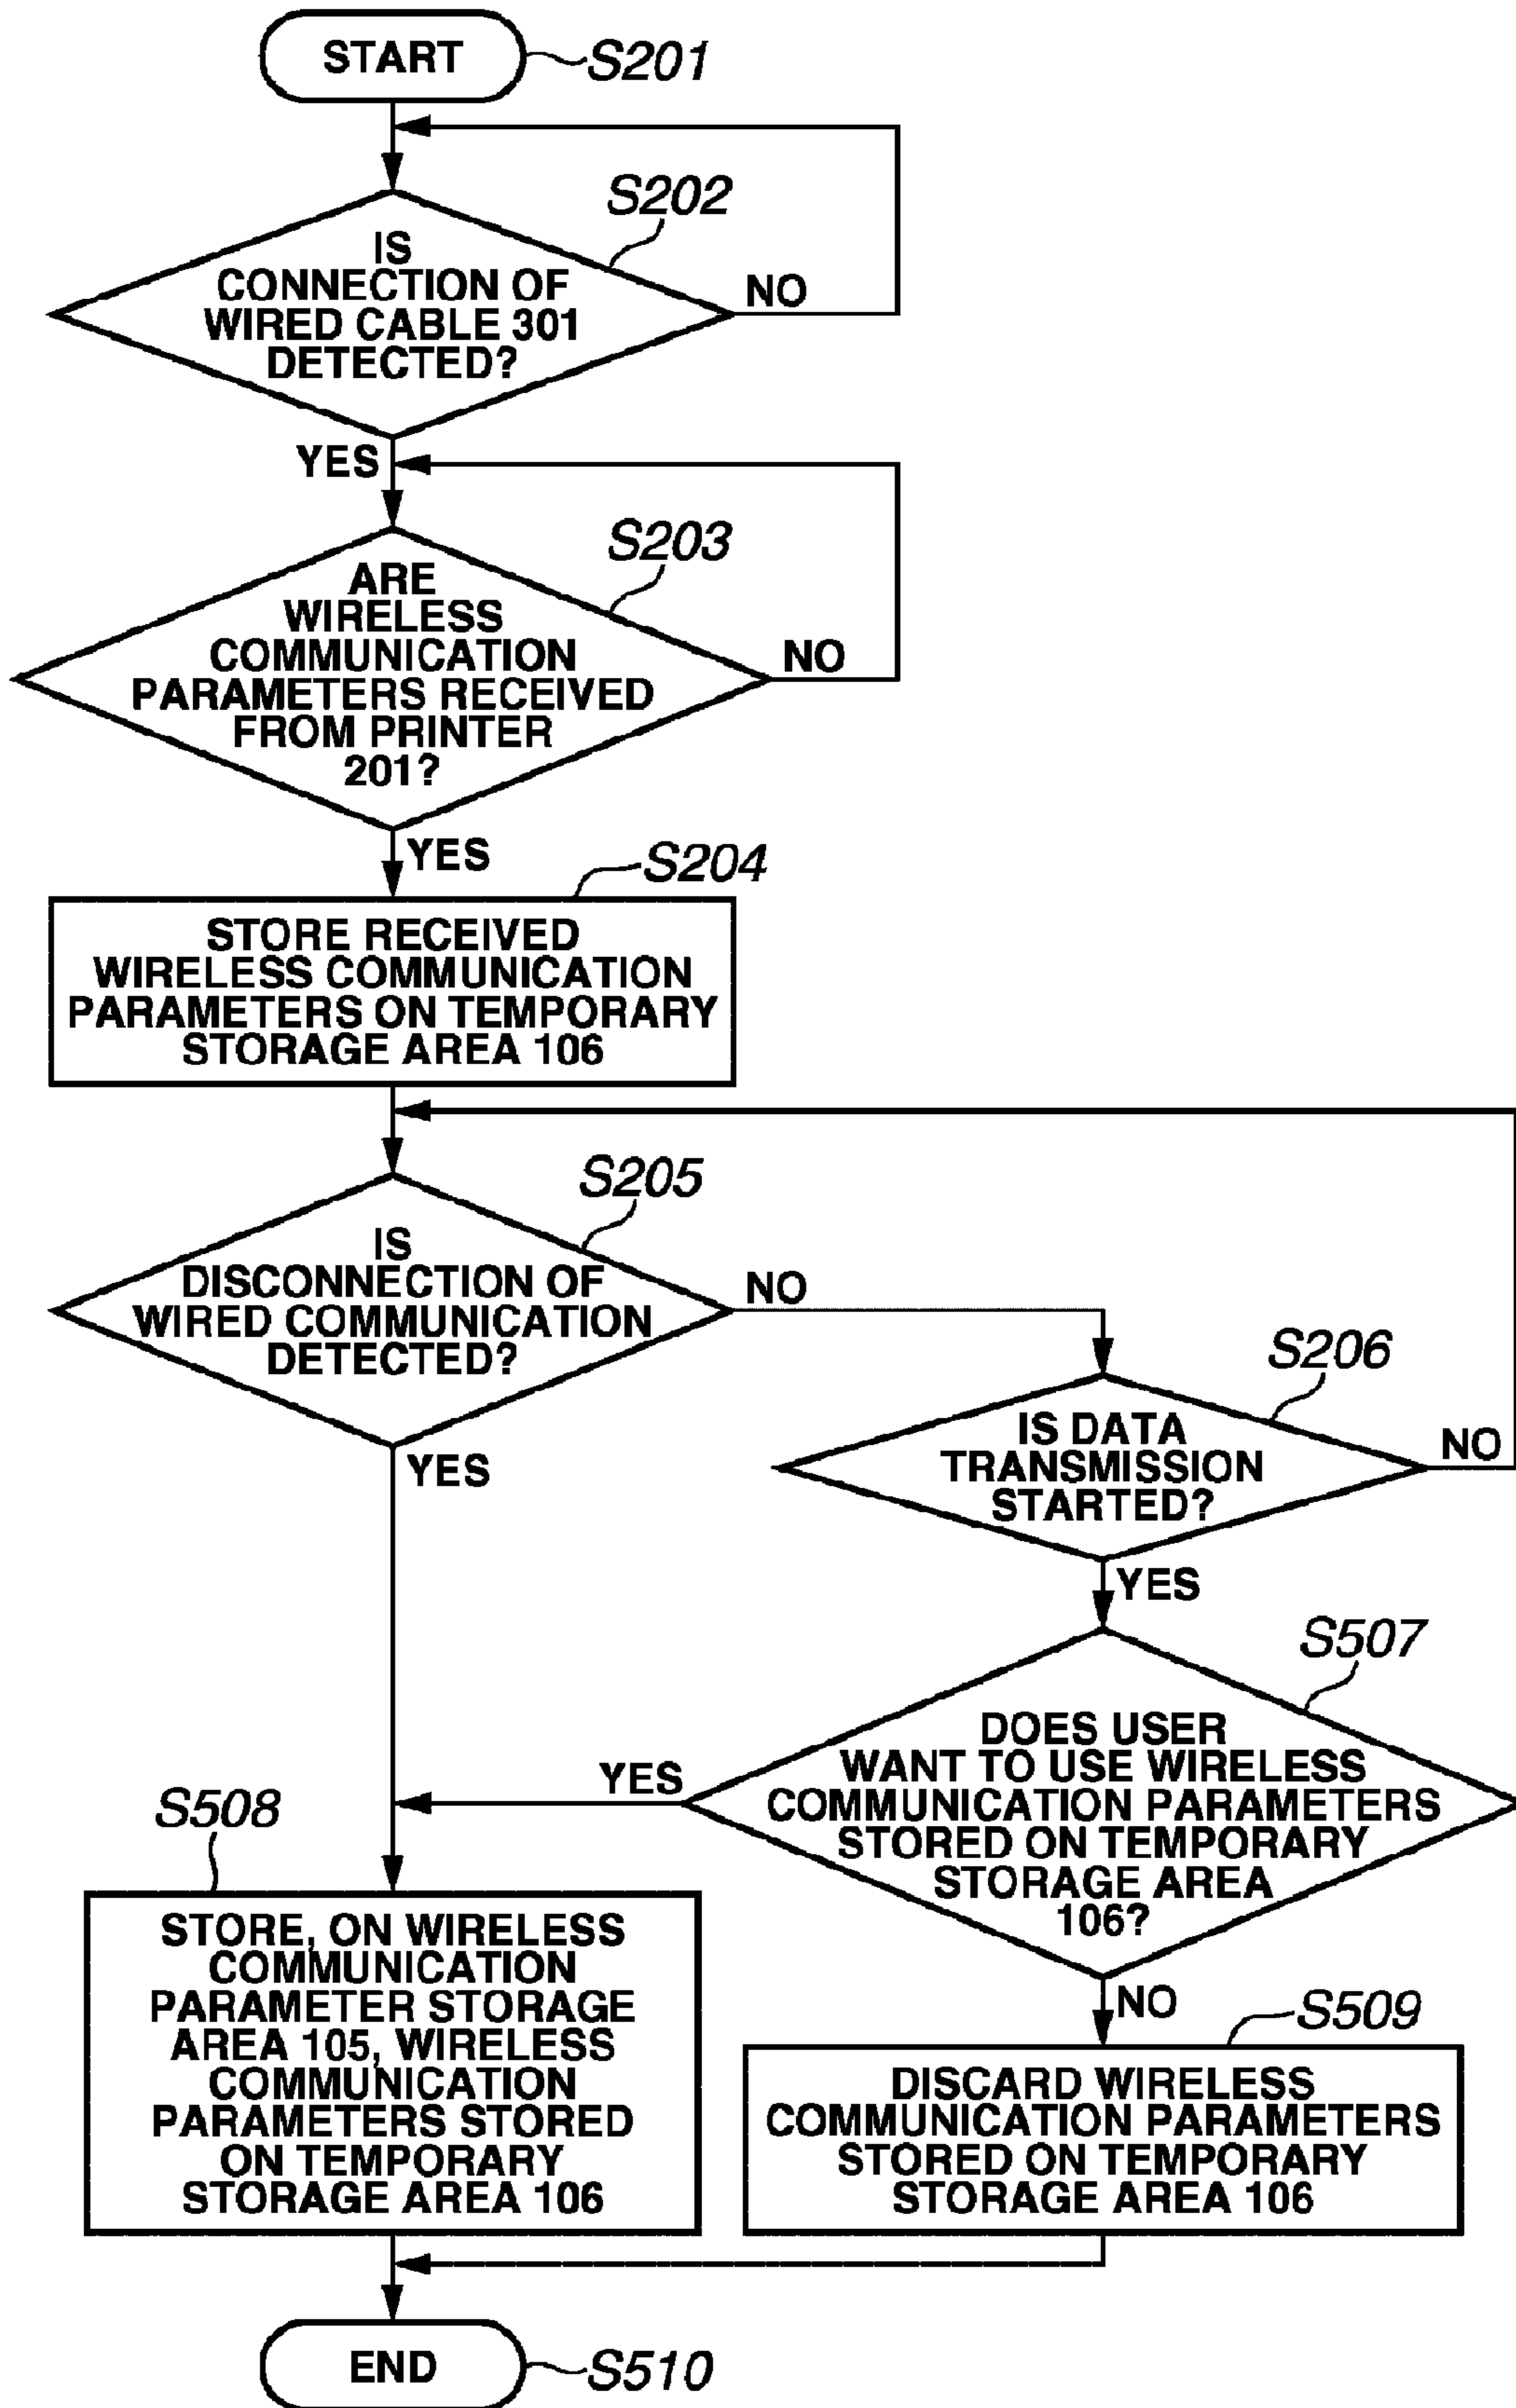 START
S201
S202
IS
CONNECTION OF
WIRED CABLE 301
DETECTED?
NO
YES
S203
ARE
WIRELESS
COMMUNICATION
PARAMETERS RECEIVED
FROM PRINTER
201?
NO
YES
S204
STORE RECEIVED
WIRELESS COMMUNICATION
PARAMETERS ON TEMPORARY
STORAGE AREA 106
S205
IS
DISCONNECTION OF
WIRED COMMUNICATION
DETECTED?
NO
YES
S206
IS DATA
TRANSMISSION
STARTED?
NO
YES
S507
DOES USER
WANT TO USE WIRELESS
COMMUNICATION PARAMETERS
STORED ON TEMPORARY
STORAGE AREA
106?
YES
NO
S508
STORE, ON WIRELESS
COMMUNICATION
PARAMETER STORAGE
AREA 105, WIRELESS
COMMUNICATION
PARAMETERS STORED
ON TEMPORARY
STORAGE AREA 106
S509
DISCARD WIRELESS
COMMUNICATION PARAMETERS
STORED ON TEMPORARY
STORAGE AREA 106
END
S510